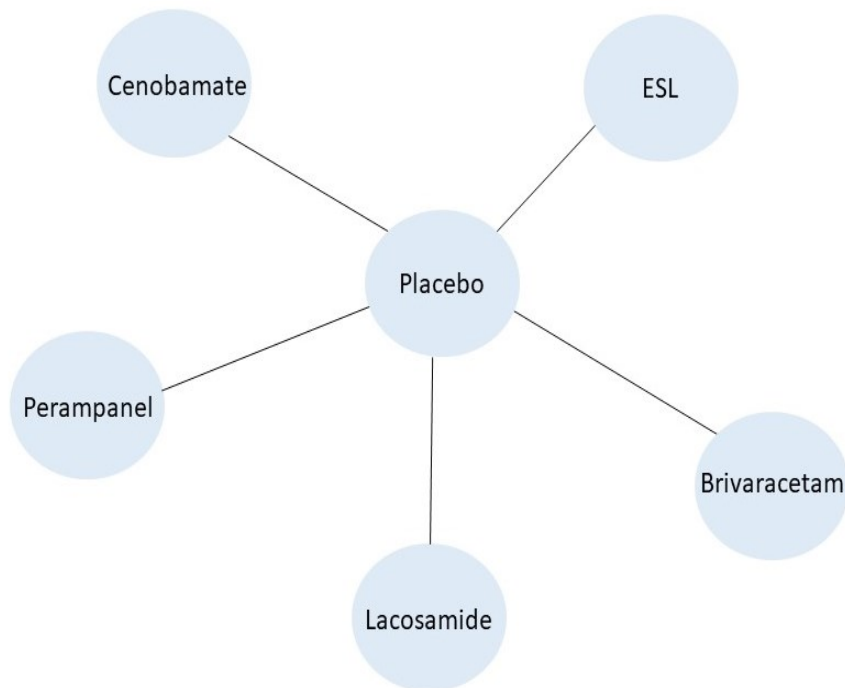 Cenobamate
ESL
Placebo
Perampanel
Brivaracetam
Lacosamide